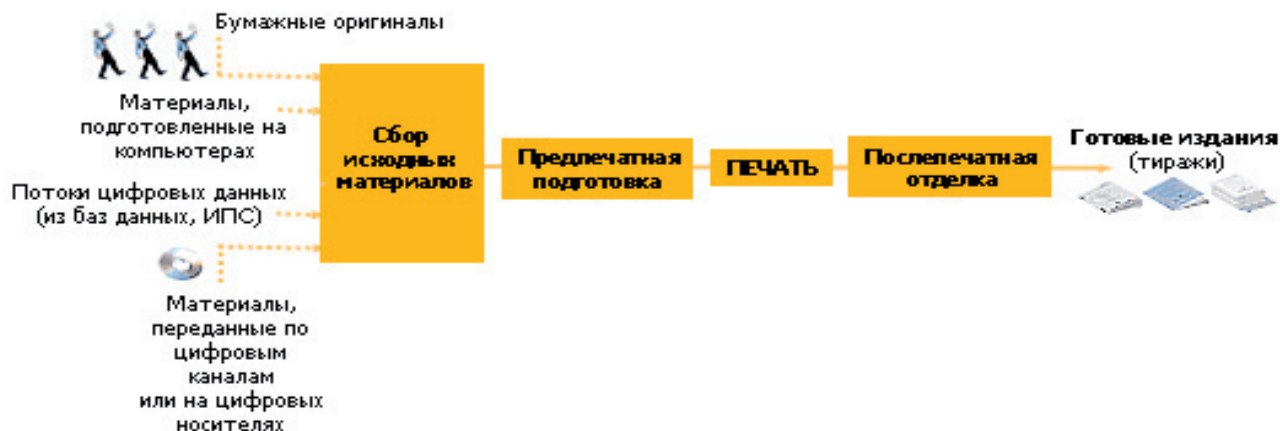 Бумажные оригиналы
Материалы,
подготовленные на
компьютерах
Потоки цифровых данных
(из баз данных, ИПС)
Материалы,
переданные по
цифровым
каналам
или на цифровых
носителях
Сбор
исходных
материалов
Предпечатная
подготовка
ПЕЧАТЬ
Послепечатная
отделка
Готовые издания
(тиражи)